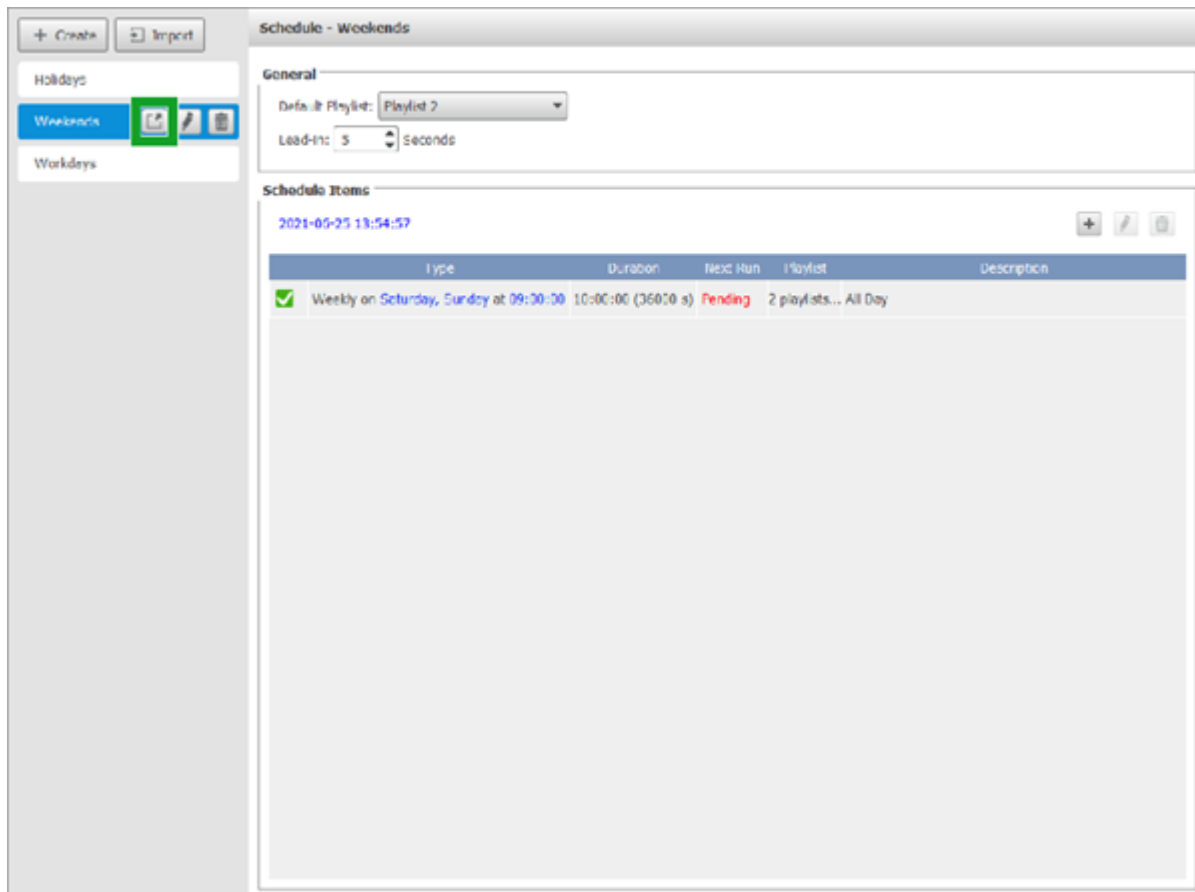 + Create Import
Holidays
Weekends
Workdays
Schedule - Weekends
General
Default Playlist: Playlist 2
Lead-In: 5 Seconds
Schedule Items
2021-05-25 13:54:57
Type Duration Next Run Playlist Description
Weekly on Saturday, Sunday at 09:00:00 10:00:00 (36000 s) Pending 2 playlists... All Day